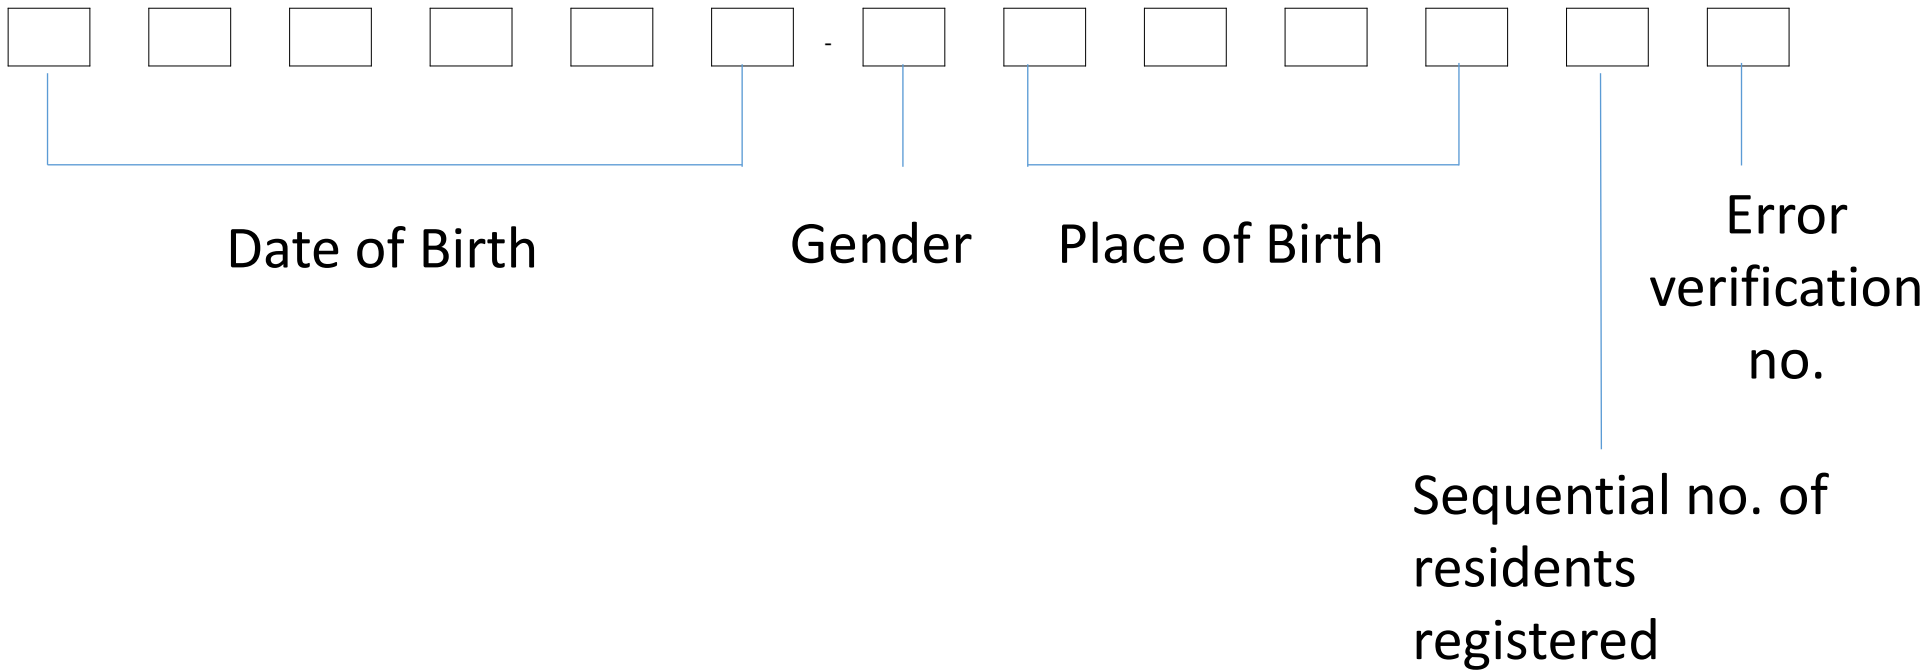 -
Date of Birth
Gender
Place of Birth
Error
verification
no.
Sequential no. of
residents
registered